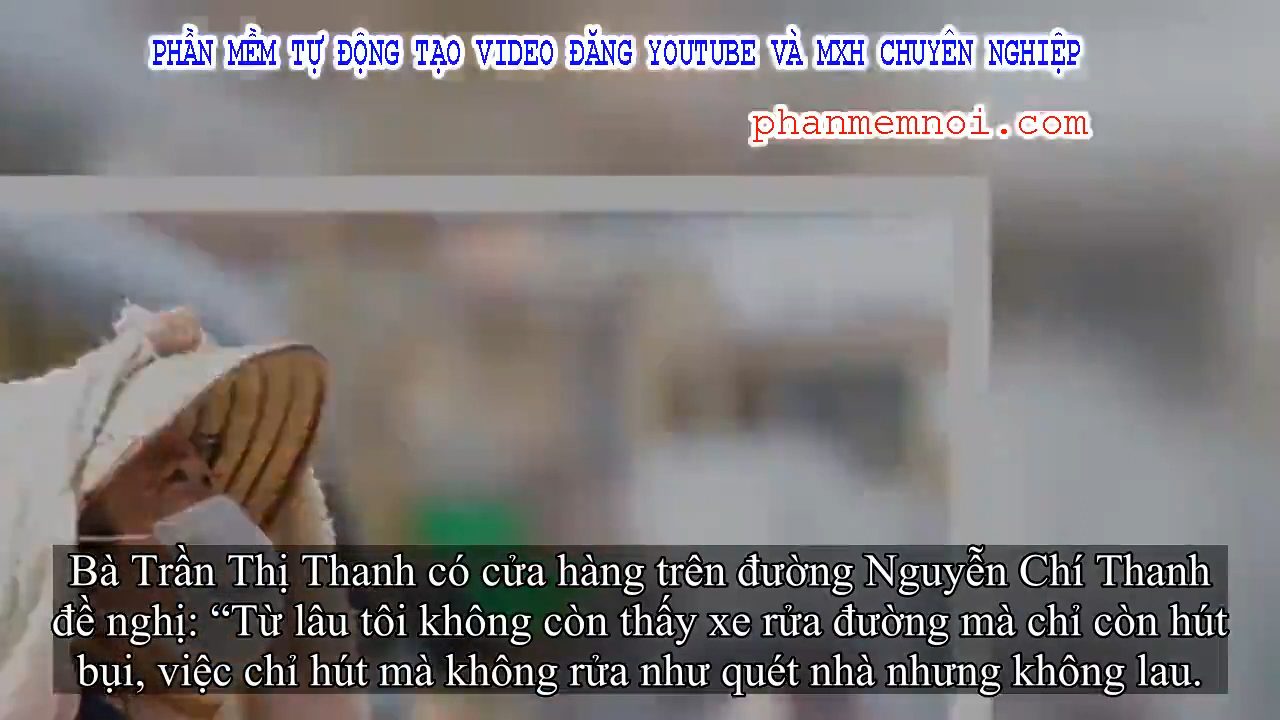 PHẦN MỀM TỰ ĐỘNG TẠO VIDEO ĐĂNG YOUTUBE VÀ MXH CHUYÊN NGHIỆP
phanmemnoi.com
Bà Trần Thị Thanh có cửa hàng trên đường Nguyễn Chí Thanh
đề nghị: “Từ lâu tôi không còn thấy xe rửa đường mà chỉ còn hút
bụi, việc chỉ hút mà không rửa như quét nhà nhưng không lau.